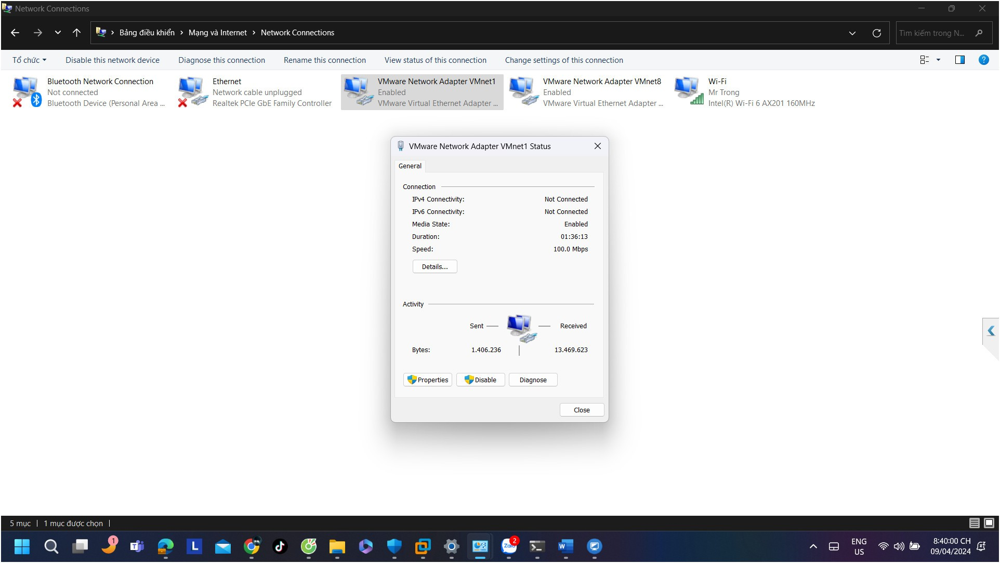 Network Connections
Bảng điều khiển › Mạng và Internet › Network Connections
Tìm kiếm trong N...
Tổ chức Disable this network device Diagnose this connection Rename this connection View status of this connection Change settings of this connection
Bluetooth Network Connection
Not connected
Bluetooth Device (Personal Area ...
Ethernet
Network cable unplugged
Realtek PCIe GbE Family Controller
VMware Network Adapter VMnet1
Enabled
VMware Virtual Ethernet Adapter ...
VMware Network Adapter VMnet8
Enabled
VMware Virtual Ethernet Adapter ...
Wi-Fi
Mr Trong
Intel(R) Wi-Fi 6 AX201 160MHz
VMware Network Adapter VMnet1 Status
General
Connection
IPv4 Connectivity: Not Connected
IPv6 Connectivity: Not Connected
Media State: Enabled
Duration: 01:36:13
Speed: 100.0 Mbps
Details...
Activity
Sent Received
Bytes: 1.406.236 13.469.623
Properties Disable Diagnose
Close
5 mục 1 mục được chọn
1
L
Zalo
2
ENG
US
8:40:00 CH
09/04/2024